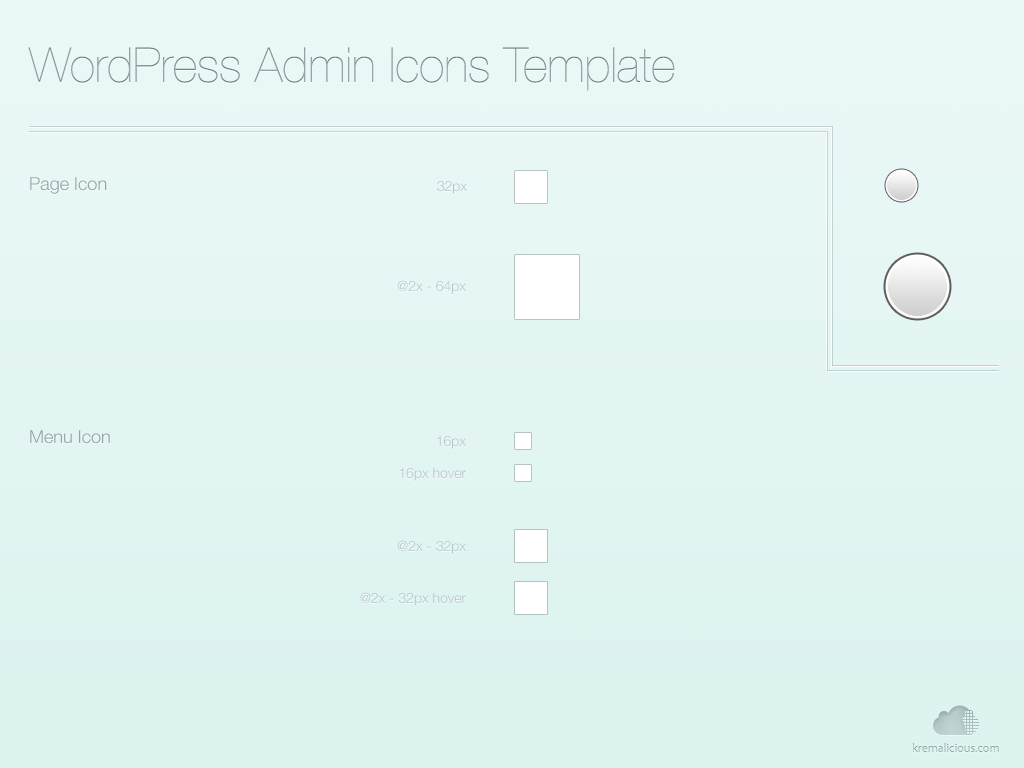 WordPress Admin Icons Template
Page Icon
32px
@2x - 64px
Menu Icon
16px
16px hover
@2x - 32px
@2x - 32px hover
kremalicious.com